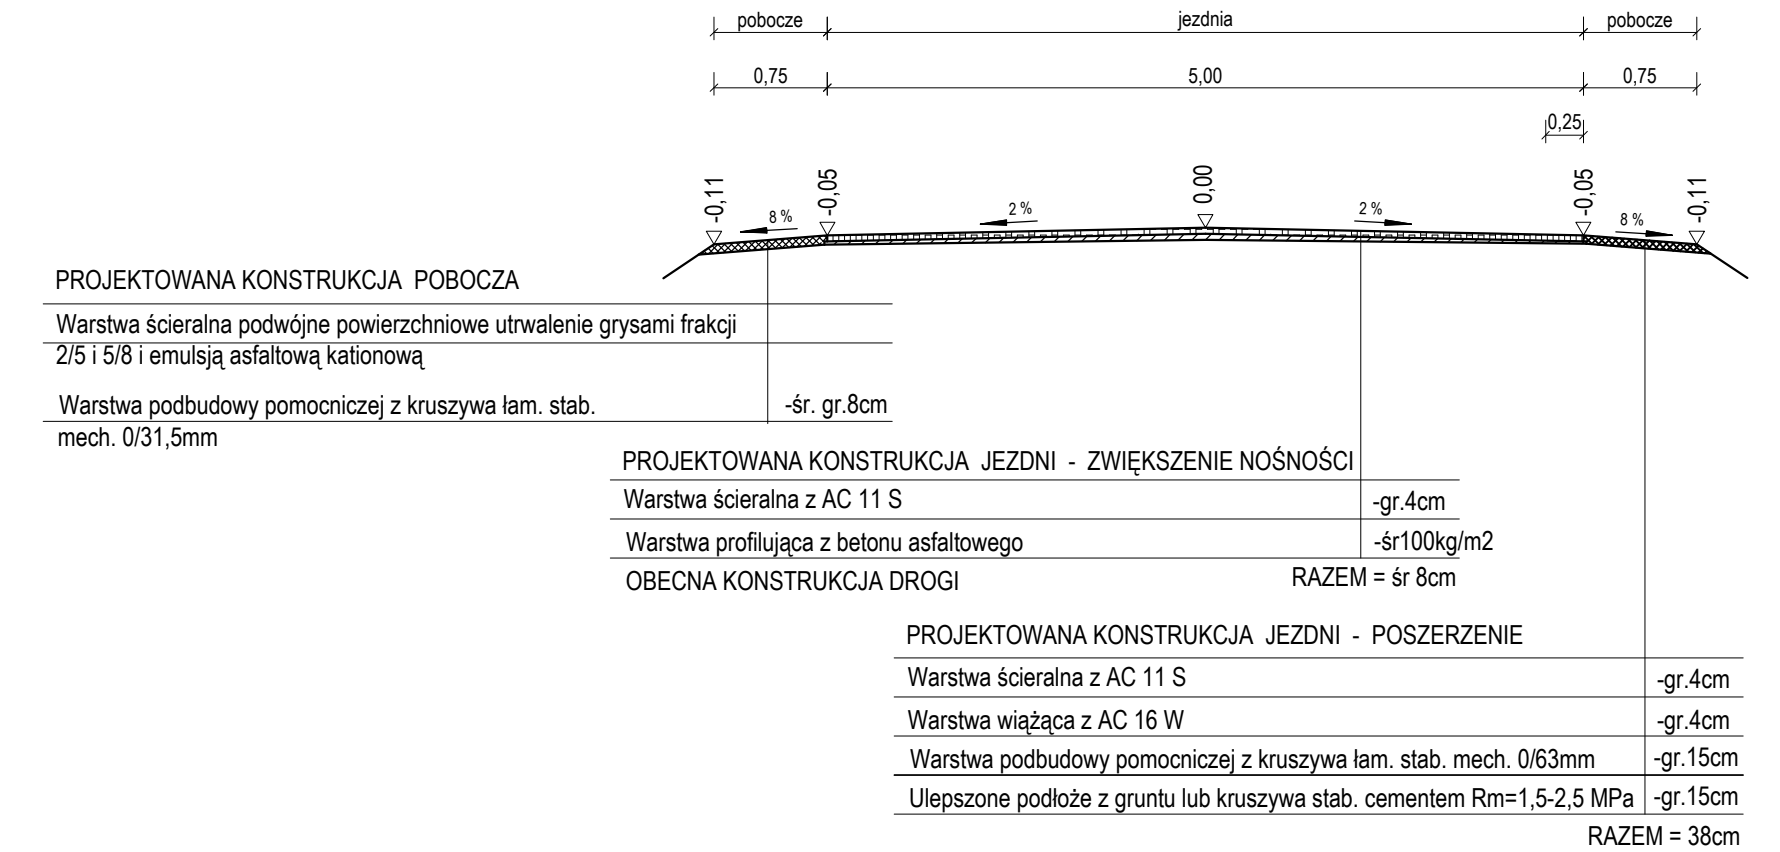 pobocze jezdnia pobocze
0,75 5,00 0,75
0,25
-0,11 -0,05 0,00 -0,05 -0,11
8 % 2 % 2 % 8 %
PROJEKTOWANA KONSTRUKCJA POBOCZA
Warstwa ścieralna podwójne powierzchniowe utrwalenie grysami frakcji
2/5 i 5/8 i emulsją asfaltową kationową
Warstwa podbudowy pomocniczej z kruszywa łam. stab. -śr. gr.8cm
mech. 0/31,5mm
PROJEKTOWANA KONSTRUKCJA JEZDNI - ZWIĘKSZENIE NOŚNOŚCI
Warstwa ścieralna z AC 11 S -gr.4cm
Warstwa profilująca z betonu asfaltowego -śr100kg/m2
OBECNA KONSTRUKCJA DROGI RAZEM = śr 8cm
PROJEKTOWANA KONSTRUKCJA JEZDNI - POSZERZENIE
Warstwa ścieralna z AC 11 S -gr.4cm
Warstwa wiążąca z AC 16 W -gr.4cm
Warstwa podbudowy pomocniczej z kruszywa łam. stab. mech. 0/63mm -gr.15cm
Ulepszone podłoże z gruntu lub kruszywa stab. cementem Rm=1,5-2,5 MPa -gr.15cm
RAZEM = 38cm